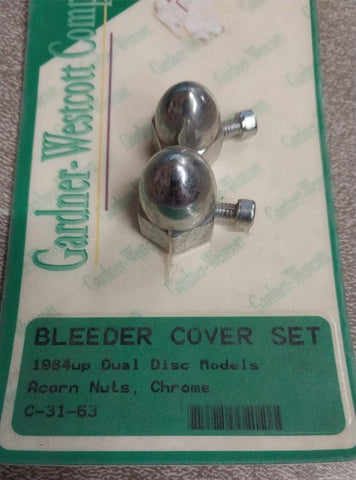 Gardner-Westcott Comp
BLEEDER COVER SET
1984up Dual Disc Models
Acorn Nuts, Chrome
C-31-63